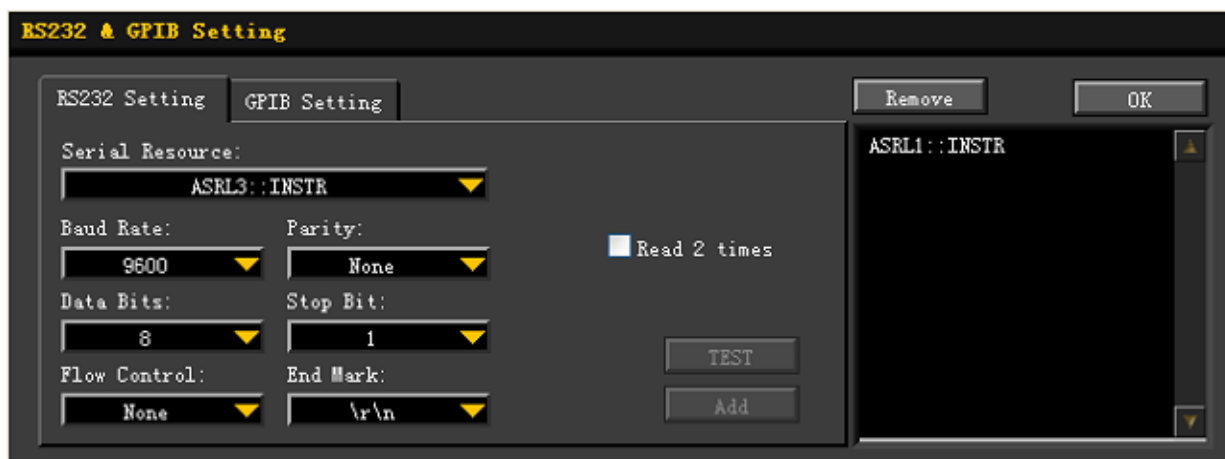 RS232 & GPIB Setting
RS232 Setting
GPIB Setting
Remove
OK
Serial Resource:
ASRL3::INSTR
ASRL1::INSTR
Baud Rate:
Parity:
9600
None
Read 2 times
Data Bits:
Stop Bit:
8
1
TEST
Flow Control:
End Mark:
None
\r\n
Add